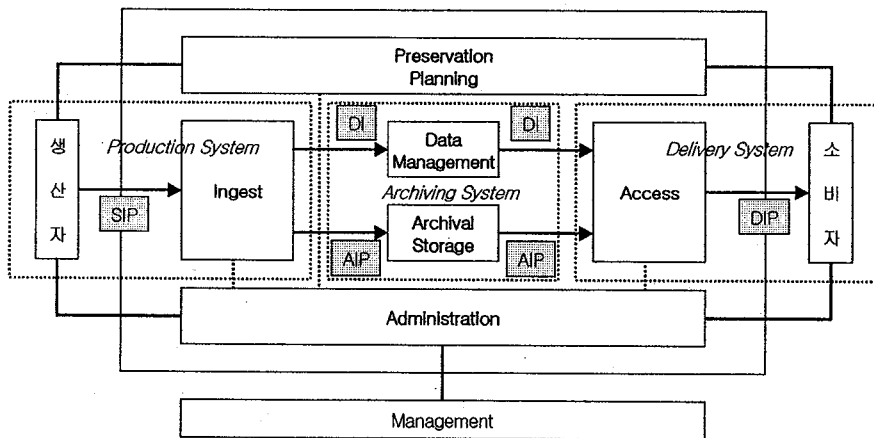 Preservation
Planning
생
산
자
Production System
SIP
Ingest
DI
DI
Data
Management
Archiving System
Archival
Storage
AIP
AIP
Access
Delivery System
DIP
소
비
자
Administration
Management